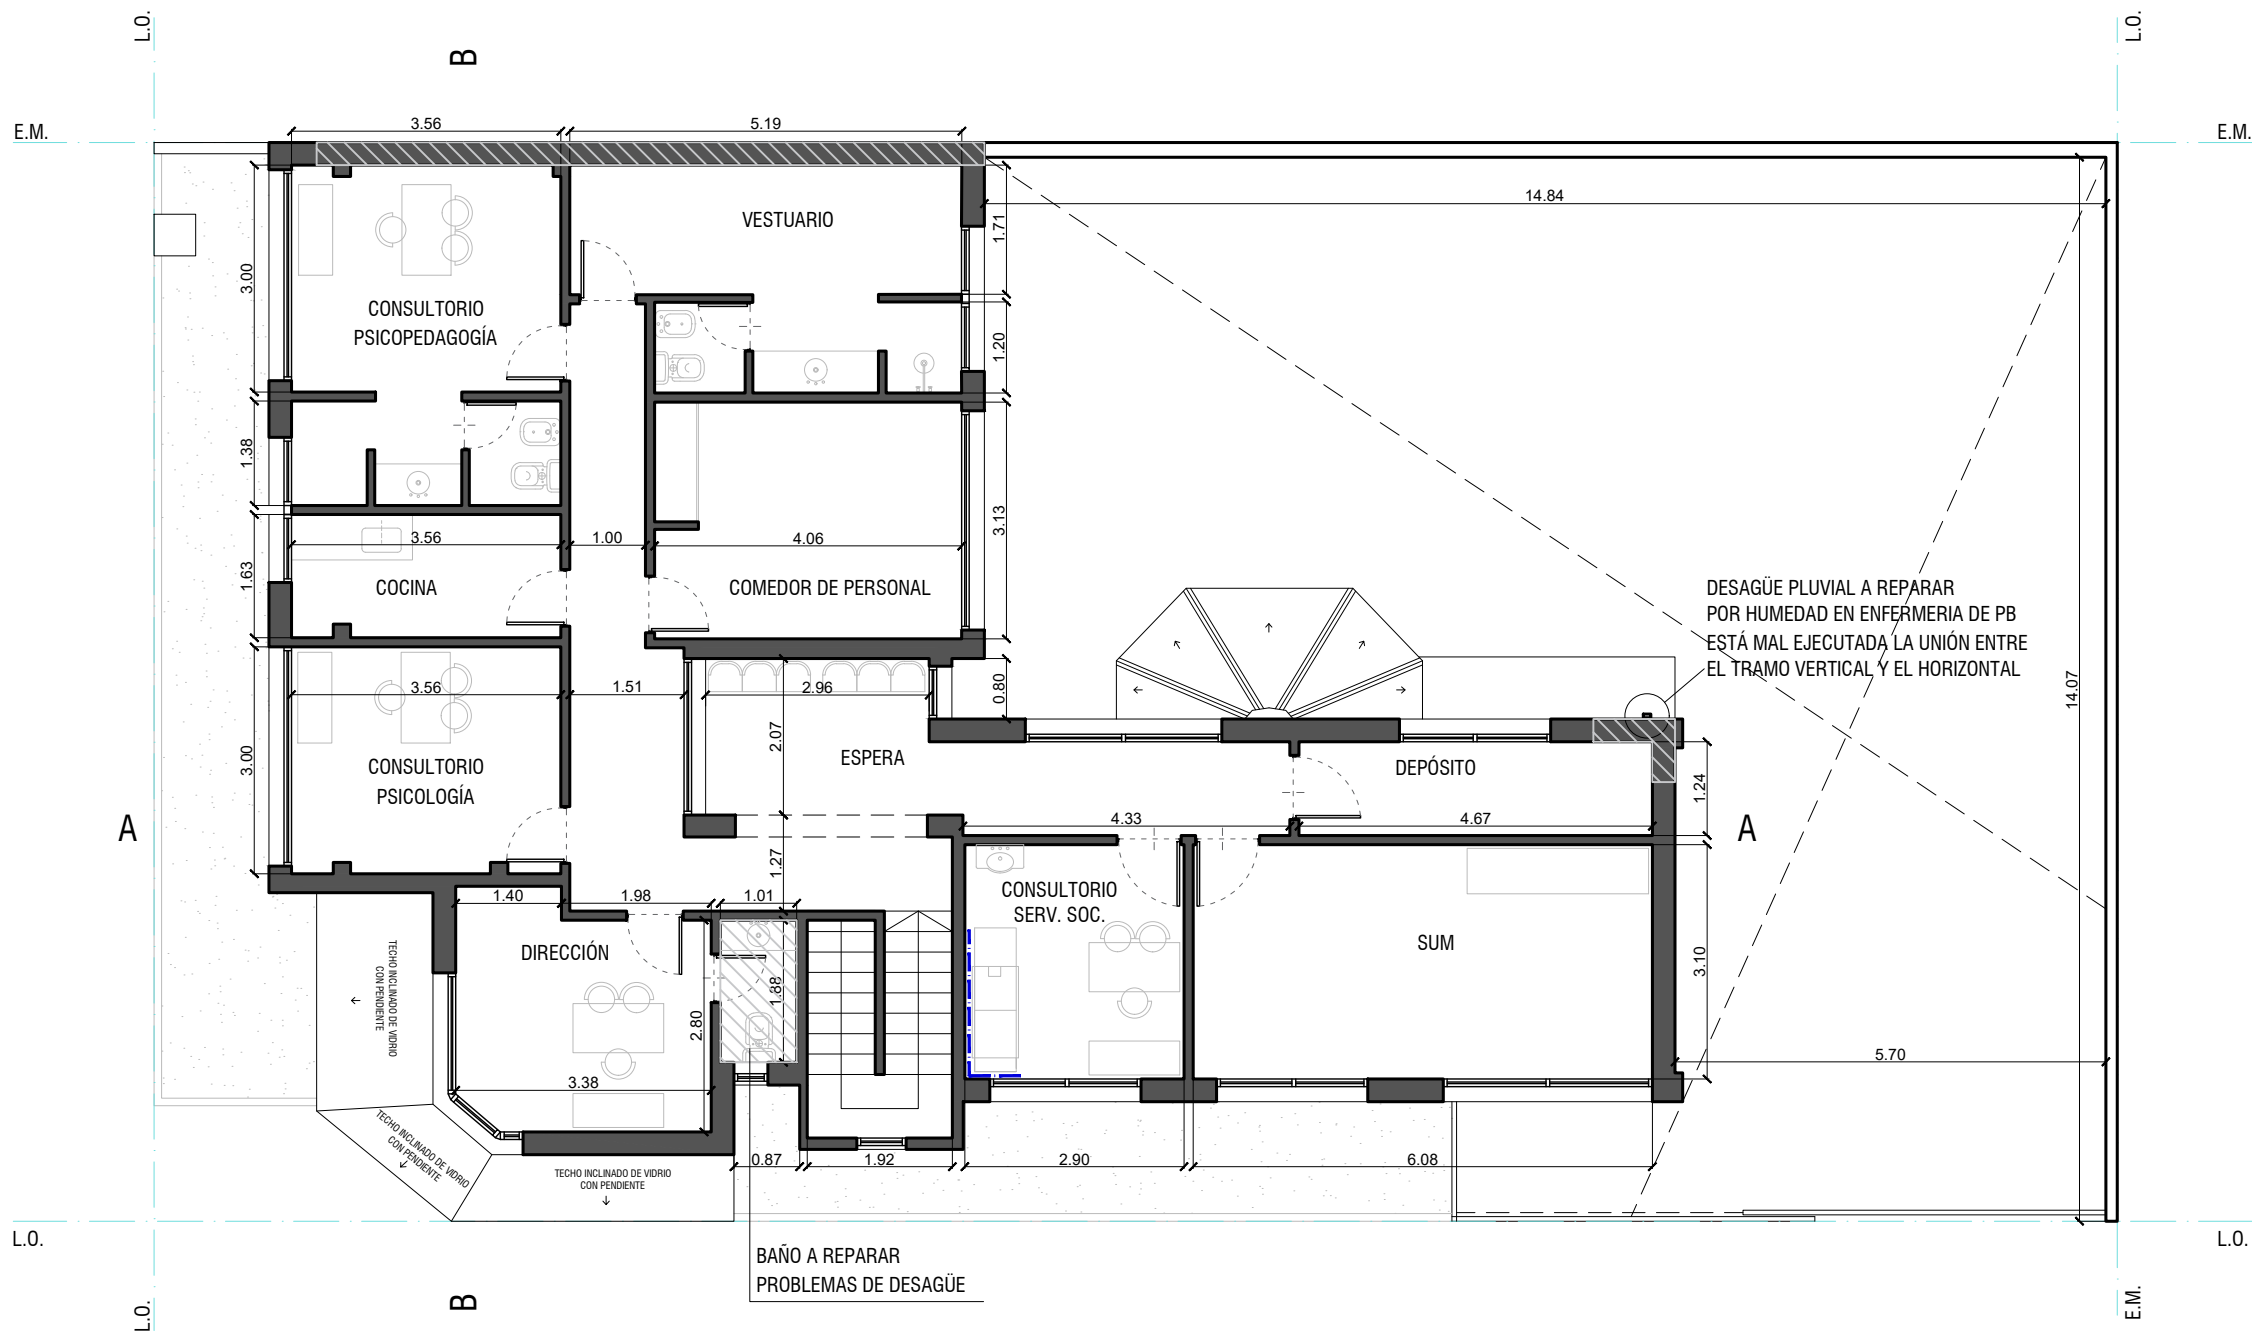 L.O.
L.O.
B
E.M.
3.56
5.19
E.M.
14.84
VESTUARIO
1.71
3.00
CONSULTORIO
PSICOPEDAGOGÍA
1.20
1.38
3.13
3.56
1.00
4.06
1.63
COCINA
COMEDOR DE PERSONAL
DESAGÜE PLUVIAL A REPARAR
POR HUMEDAD EN ENFERMERIA DE PB
ESTÁ MAL EJECUTADA LA UNIÓN ENTRE
EL TRAMO VERTICAL Y EL HORIZONTAL
3.56
1.51
2.96
0.80
14.07
2.07
3.00
ESPERA
CONSULTORIO
PSICOLOGÍA
DEPÓSITO
1.24
A
4.33
4.67
A
1.27
1.40
1.98
1.01
CONSULTORIO
SERV. SOC.
DIRECCIÓN
SUM
3.10
1.88
2.80
TECHO INCLINADO DE VIDRIO
CON PENDIENTE
5.70
3.38
TECHO INCLINADO DE VIDRIO
CON PENDIENTE
TECHO INCLINADO DE VIDRIO
CON PENDIENTE
0.87
1.92
2.90
6.08
L.O.
L.O.
BAÑO A REPARAR
PROBLEMAS DE DESAGÜE
B
L.O.
E.M.